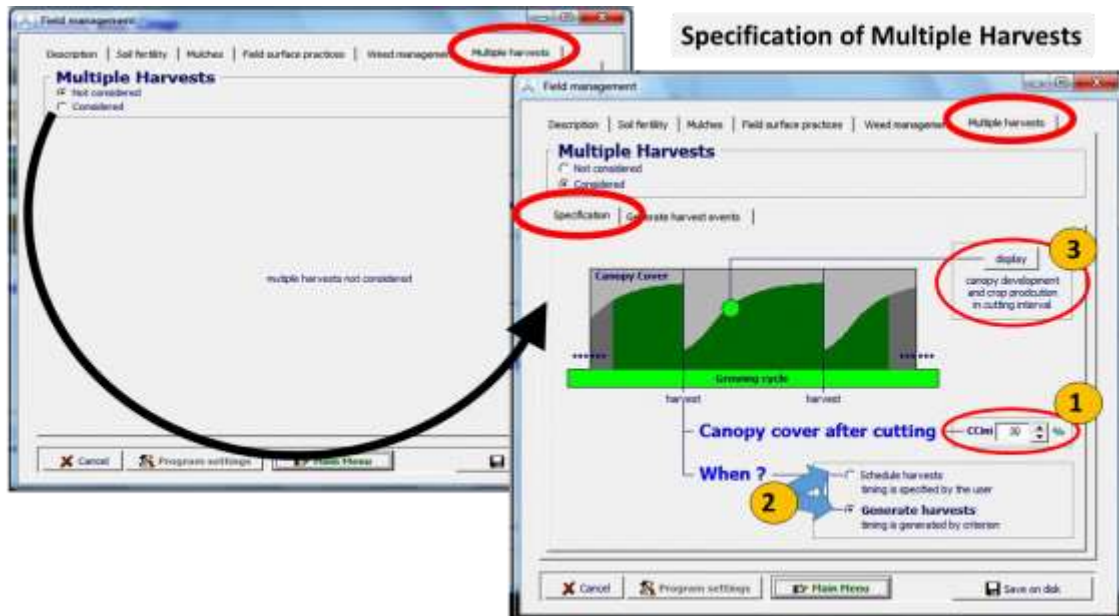 Specification of Multiple Harvests
Field management
Description | Soil fertility | Mulches | Field surface practices | Weed management | Multiple harvests
Multiple Harvests
Not considered
Considered
multiple harvests not considered
Cancel
Program settings
Main Menu
Field management
Description | Soil fertility | Mulches | Field surface practices | Weed managemen | Multiple harvests
Multiple Harvests
Not considered
Considered
Specification | Generate harvest events
3
display
canopy development
and crop prodcution
in cutting interval
Canopy Cover
Growing cycle
harvest harvest
1
Canopy cover after cutting CCini 30 %
When ?
2
Schedule harvests
timing is specified by the user
Generate harvests
timing is generated by criterion
Cancel
Program settings
Main Menu
Save on disk